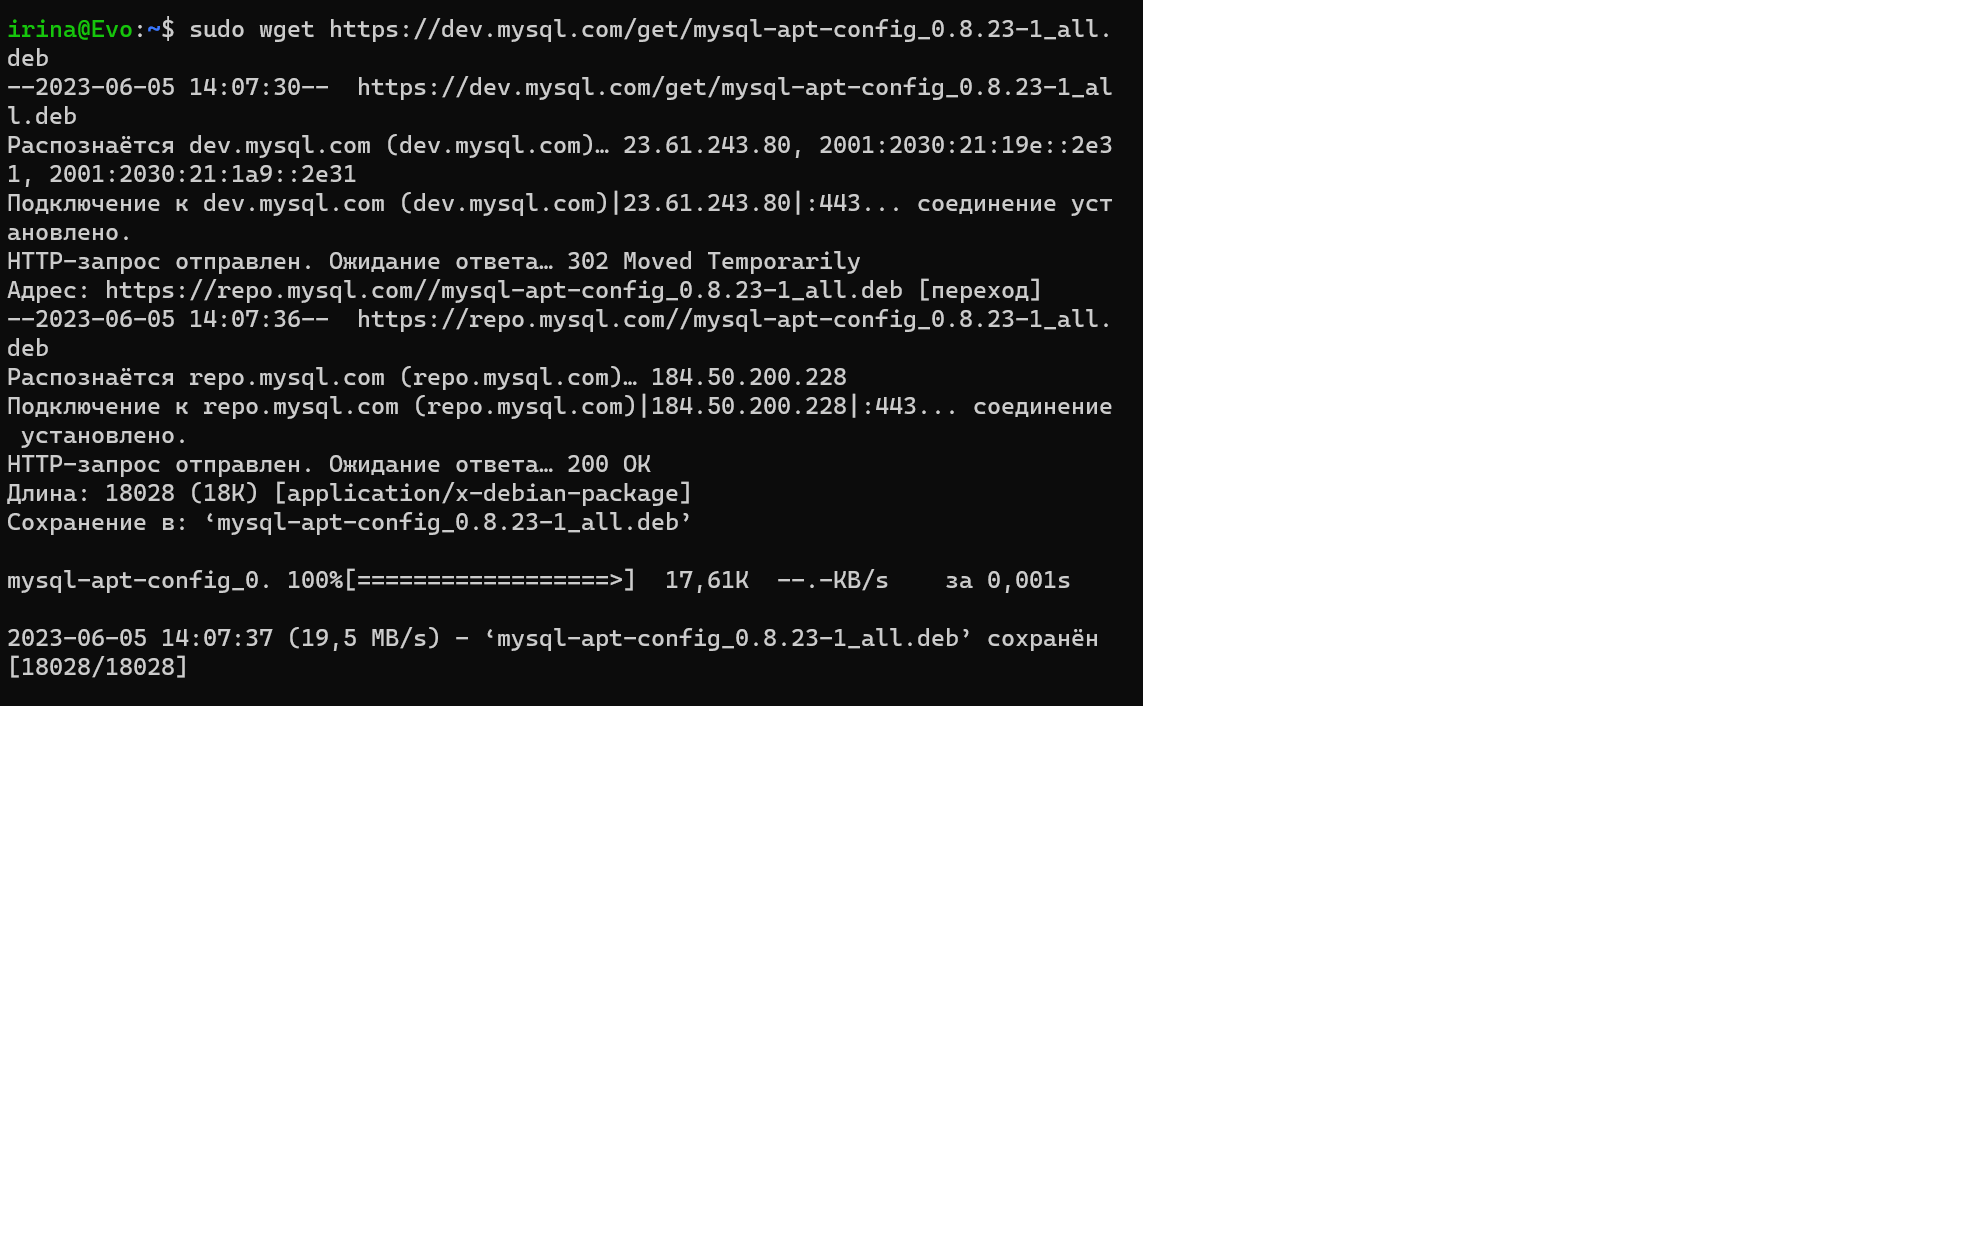 irina@Evo:~$ sudo wget https://dev.mysql.com/get/mysql-apt-config_0.8.23-1_all.
deb
--2023-06-05 14:07:30--  https://dev.mysql.com/get/mysql-apt-config_0.8.23-1_al
l.deb
Распознаётся dev.mysql.com (dev.mysql.com)… 23.61.243.80, 2001:2030:21:19e::2e3
1, 2001:2030:21:1a9::2e31
Подключение к dev.mysql.com (dev.mysql.com)|23.61.243.80|:443... соединение уст
ановлено.
HTTP-запрос отправлен. Ожидание ответа… 302 Moved Temporarily
Адрес: https://repo.mysql.com//mysql-apt-config_0.8.23-1_all.deb [переход]
--2023-06-05 14:07:36--  https://repo.mysql.com//mysql-apt-config_0.8.23-1_all.
deb
Распознаётся repo.mysql.com (repo.mysql.com)… 184.50.200.228
Подключение к repo.mysql.com (repo.mysql.com)|184.50.200.228|:443... соединение
 установлено.
HTTP-запрос отправлен. Ожидание ответа… 200 OK
Длина: 18028 (18K) [application/x-debian-package]
Сохранение в: ‘mysql-apt-config_0.8.23-1_all.deb’
mysql-apt-config_0. 100%[==================>]  17,61K  --.-KB/s    за 0,001s
2023-06-05 14:07:37 (19,5 MB/s) - ‘mysql-apt-config_0.8.23-1_all.deb’ сохранён
[18028/18028]